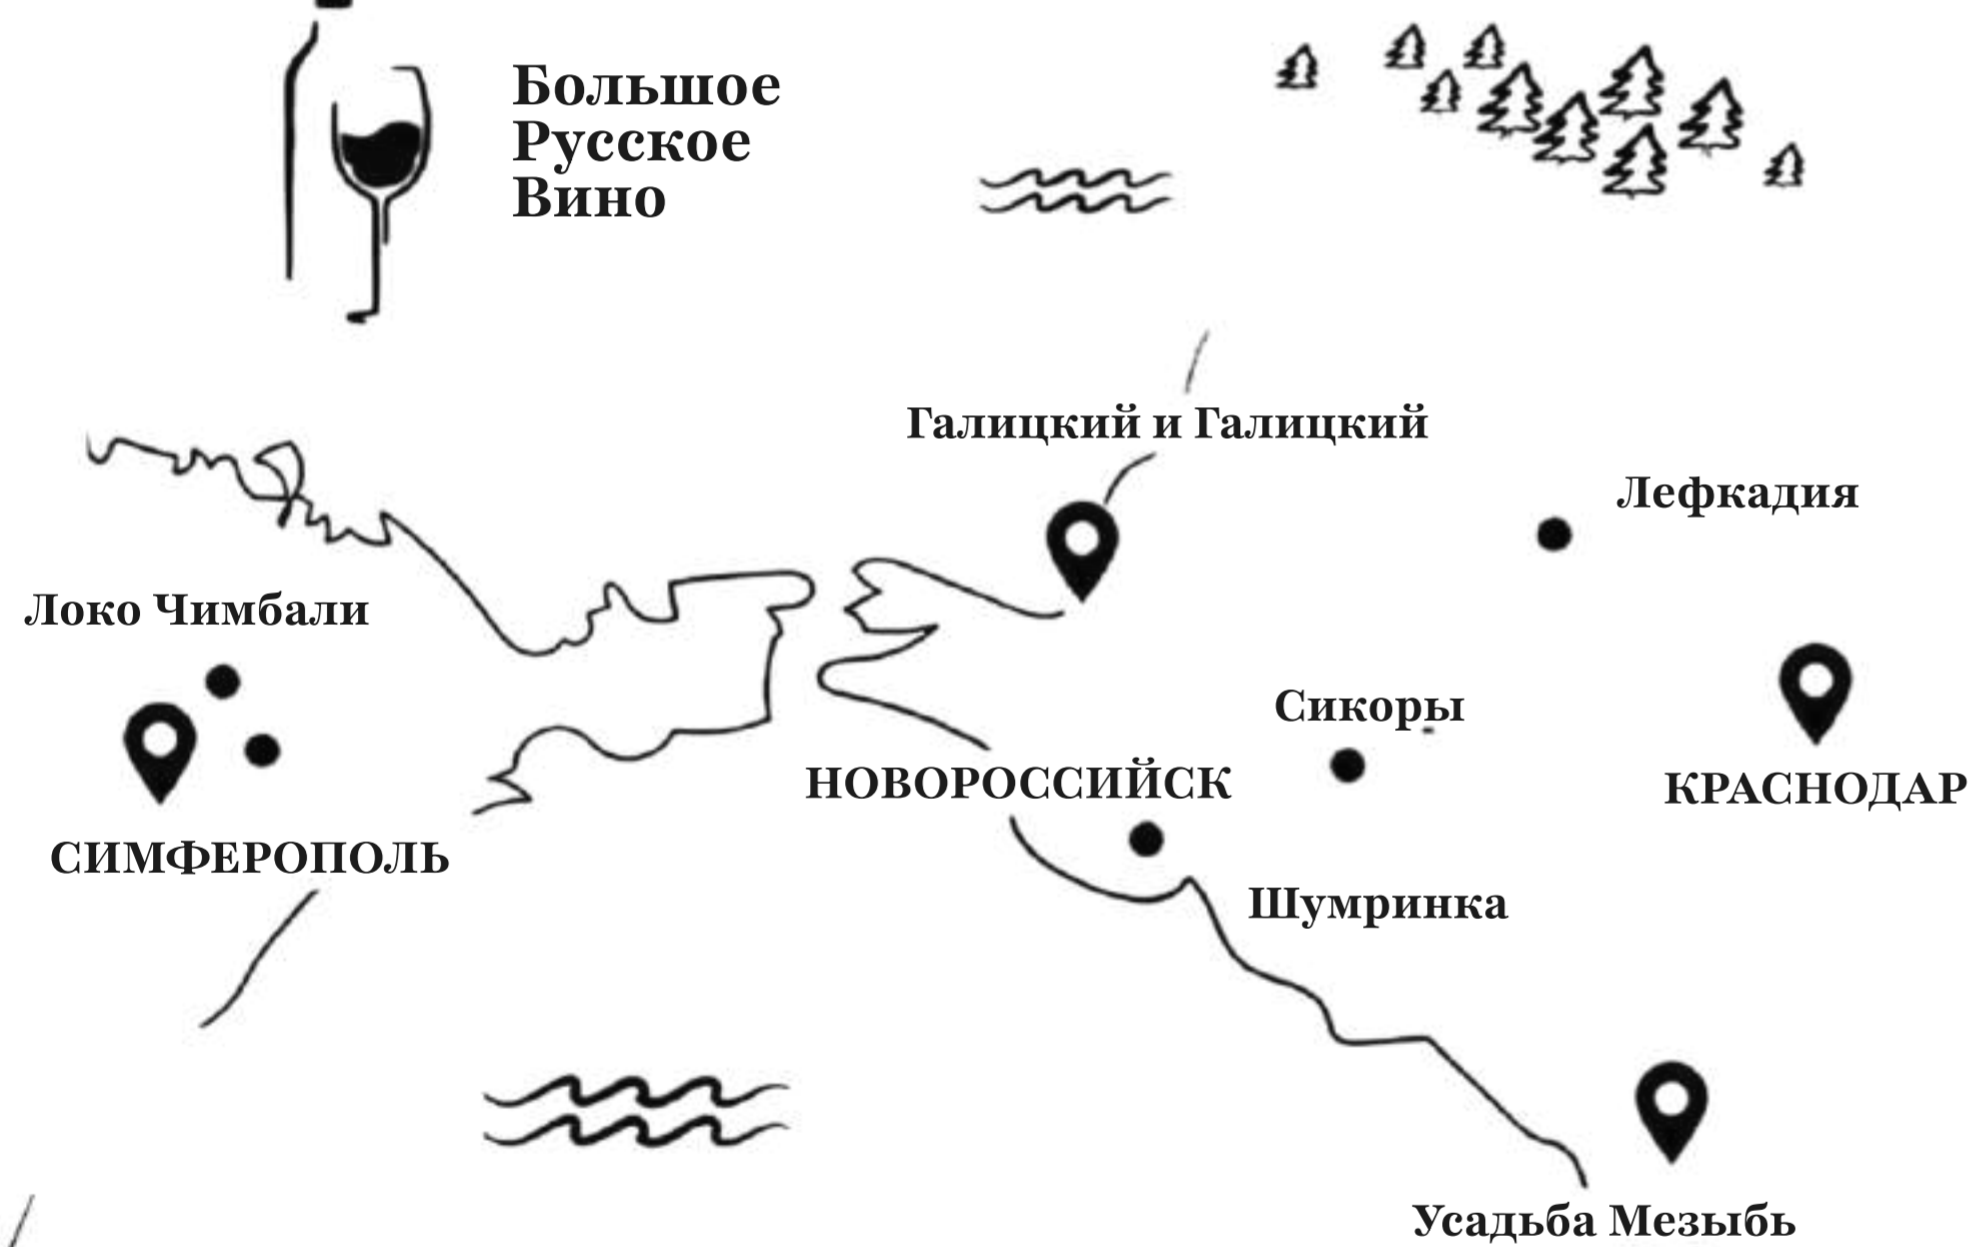 Большое
Русское
Вино
Галицкий и Галицкий
Лефкадия
Локо Чимбали
Сикоры
НОВОРОССИЙСК
КРАСНОДАР
СИМФЕРОПОЛЬ
Шумринка
Усадьба Мезыбь